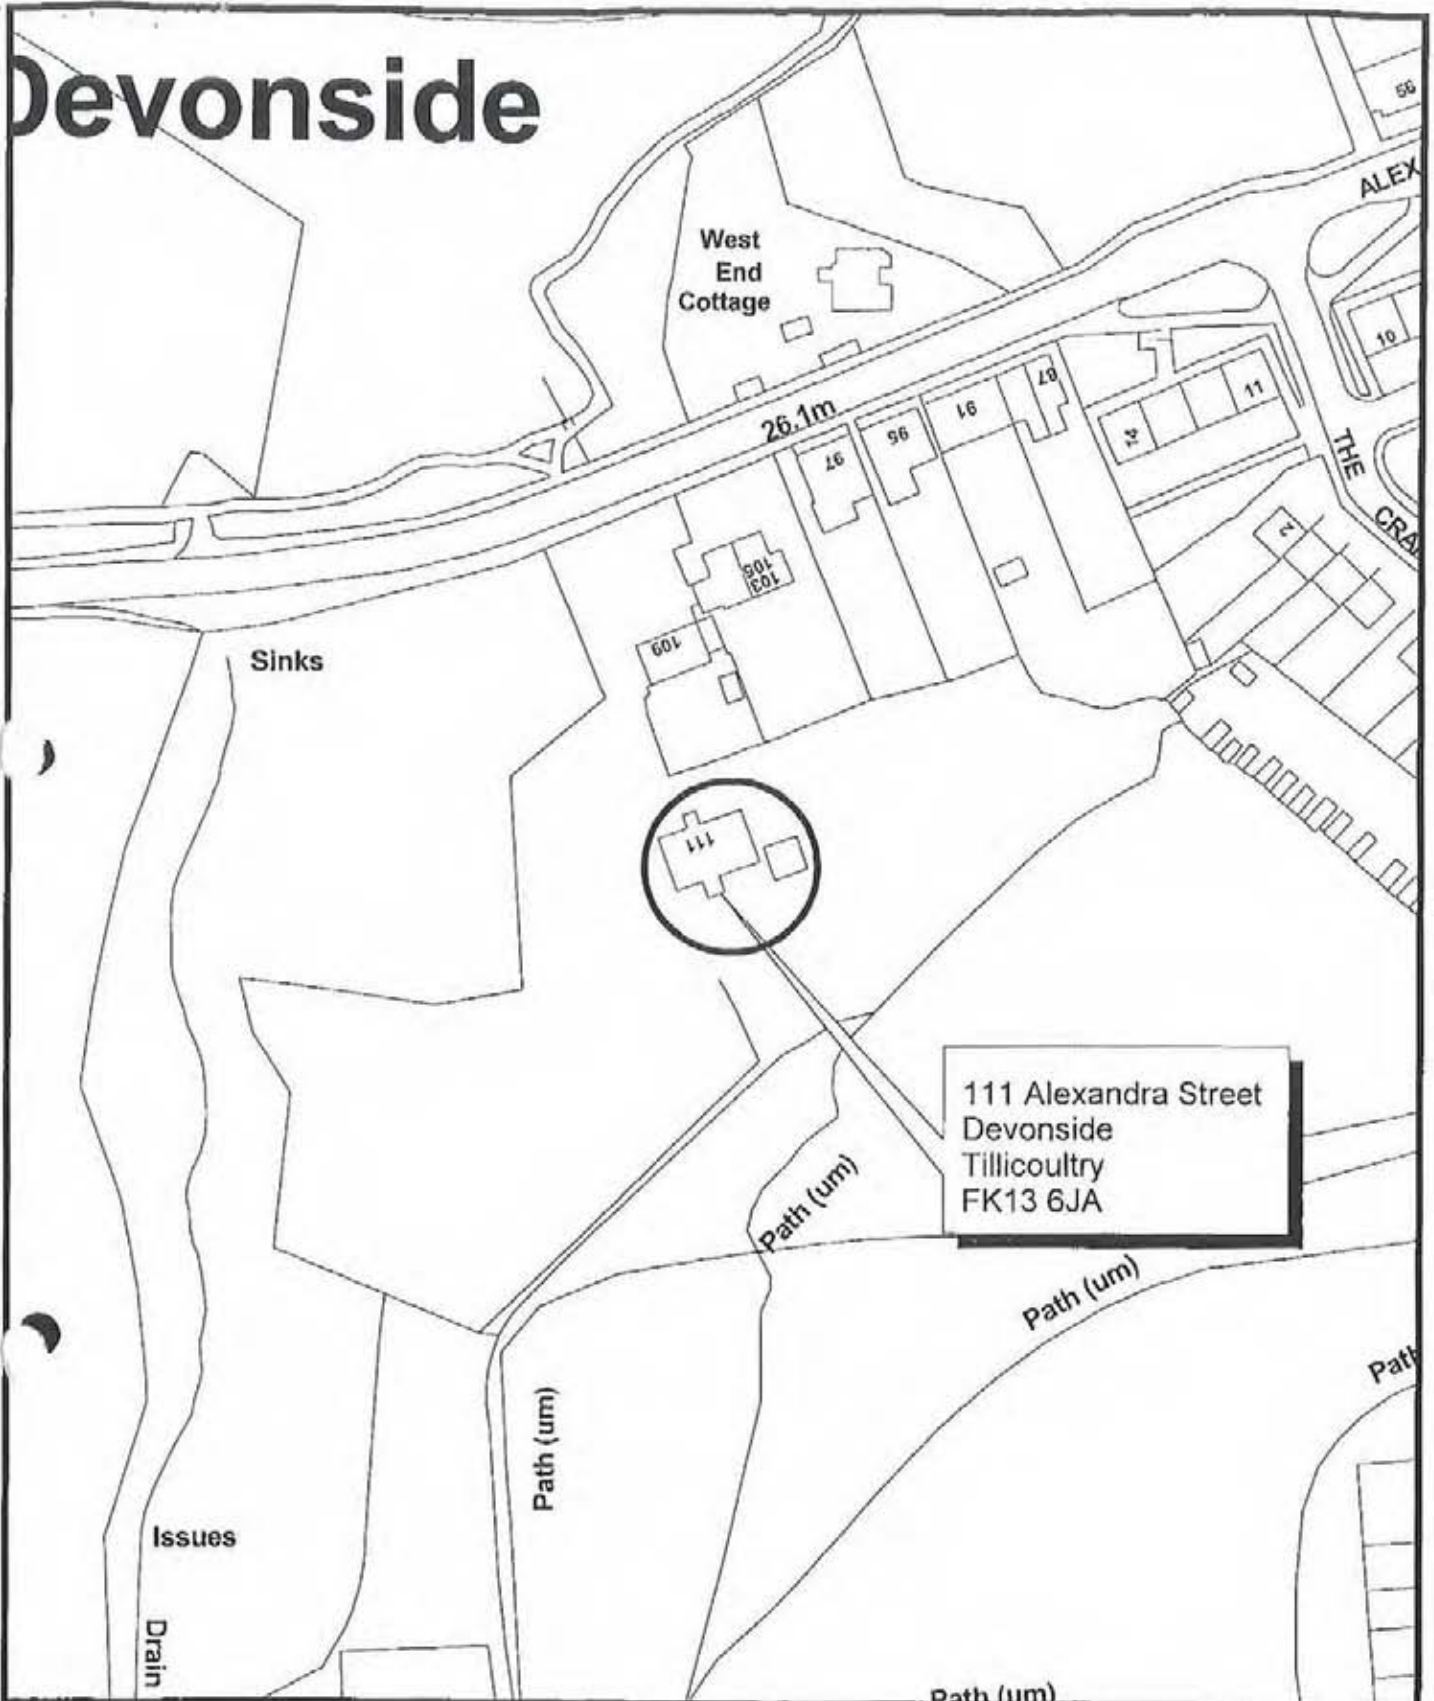 Devonside
56
ALEX
West
End
Cottage
10
26.1m
87
91
11
95
97
14
THE
CRA
2
105
103
109
Sinks
111
111 Alexandra Street
Devonside
Tillicoultry
FK13 6JA
Path (um)
Path (um)
Path
Path (um)
Issues
Drain
Path (um)